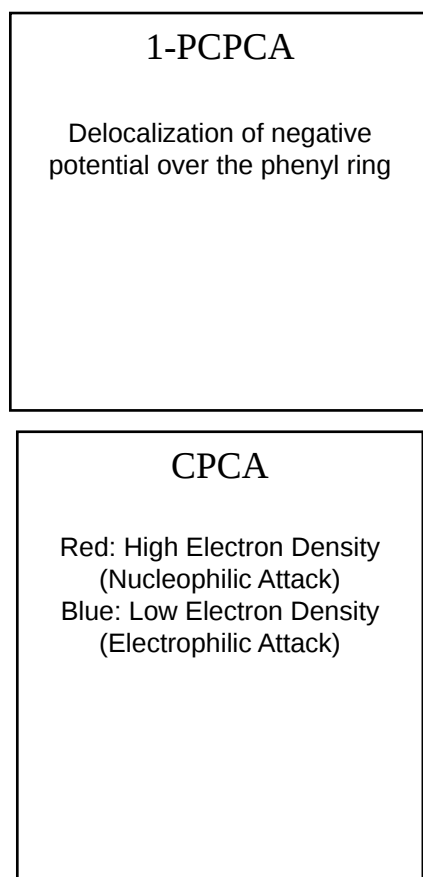 1-PCPCA
Delocalization of negative
potential over the phenyl ring
CPCA
Red: High Electron Density
(Nucleophilic Attack)
Blue: Low Electron Density
(Electrophilic Attack)